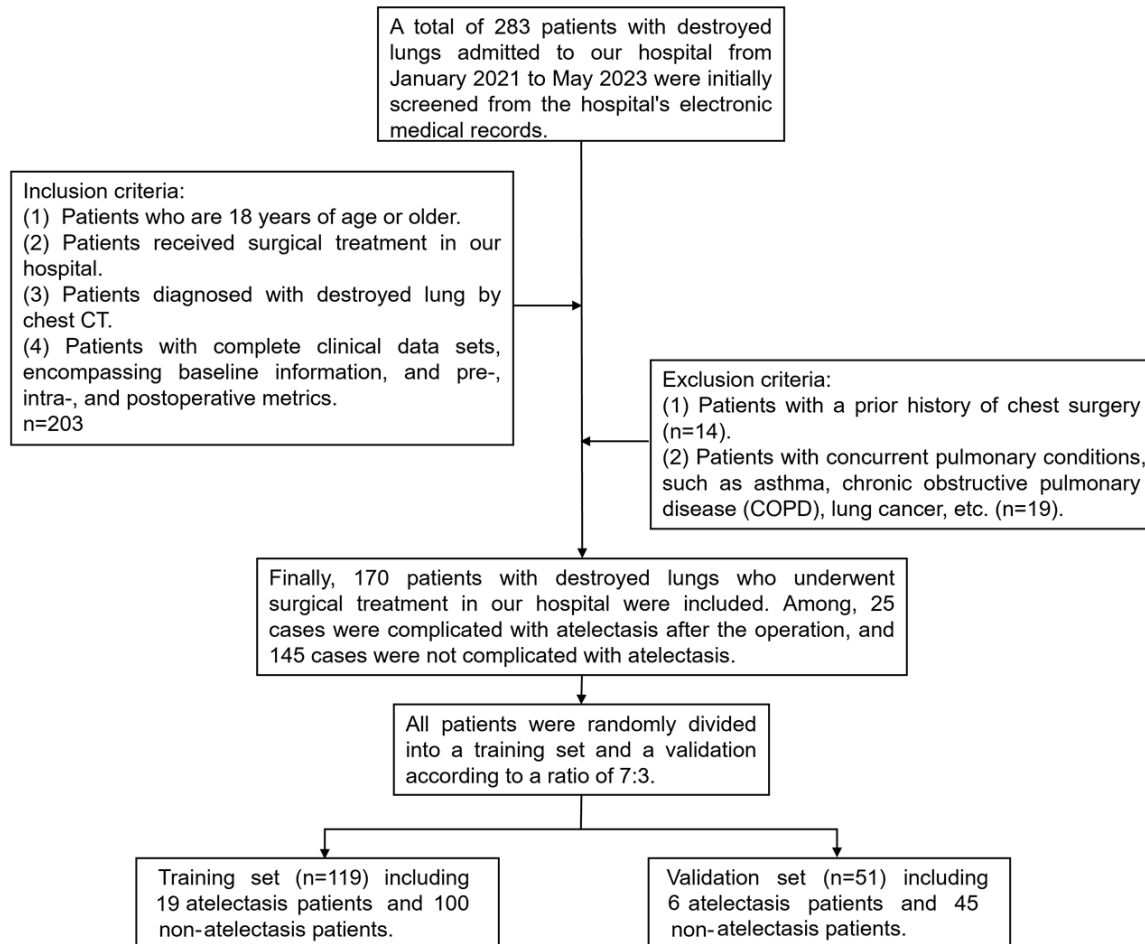 A total of 283 patients with destroyed
lungs admitted to our hospital from
January 2021 to May 2023 were initially
screened from the hospital's electronic
medical records.
Inclusion criteria:
(1) Patients who are 18 years of age or older.
(2) Patients received surgical treatment in our
hospital.
(3) Patients diagnosed with destroyed lung by
chest CT.
(4) Patients with complete clinical data sets,
encompassing baseline information, and pre-,
intra-, and postoperative metrics.
n=203
Exclusion criteria:
(1) Patients with a prior history of chest surgery
(n=14).
(2) Patients with concurrent pulmonary conditions,
such as asthma, chronic obstructive pulmonary
disease (COPD), lung cancer, etc. (n=19).
Finally, 170 patients with destroyed lungs who underwent
surgical treatment in our hospital were included. Among, 25
cases were complicated with atelectasis after the operation, and
145 cases were not complicated with atelectasis.
All patients were randomly divided
into a training set and a validation
according to a ratio of 7:3.
Training set (n=119) including
19 atelectasis patients and 100
non-atelectasis patients.
Validation set (n=51) including
6 atelectasis patients and 45
non-atelectasis patients.